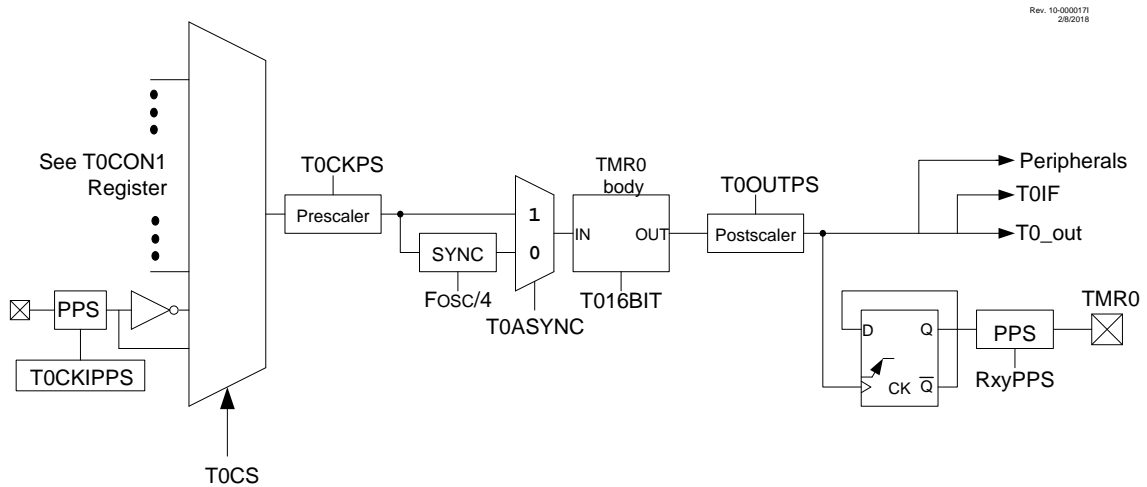 Rev. 10-000017I
2/8/2018
See T0CON1
Register
PPS
T0CKIPPS
T0CS
T0CKPS
Prescaler
SYNC
FOSC/4
1
0
T0ASYNC
TMR0
body
IN
OUT
T016BIT
T0OUTPS
Postscaler
Peripherals
T0IF
T0_out
D
Q
CK
Q
PPS
RxyPPS
TMR0